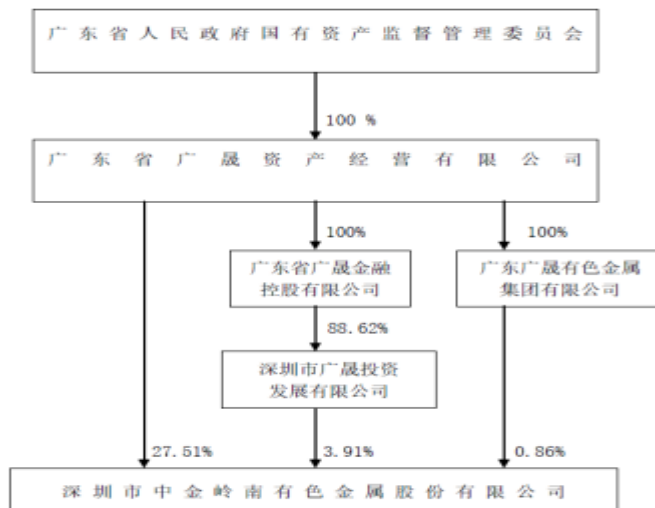 广东省人民政府国有资产监督管理委员会
100 %
广东省广晟资产经营有限公司
100%
100%
广东省广晟金融
控股有限公司
广东广晟有色金属
集团有限公司
88.62%
深圳市广晟投资
发展有限公司
27.51%
3.91%
0.86%
深圳市中金岭南有色金属股份有限公司